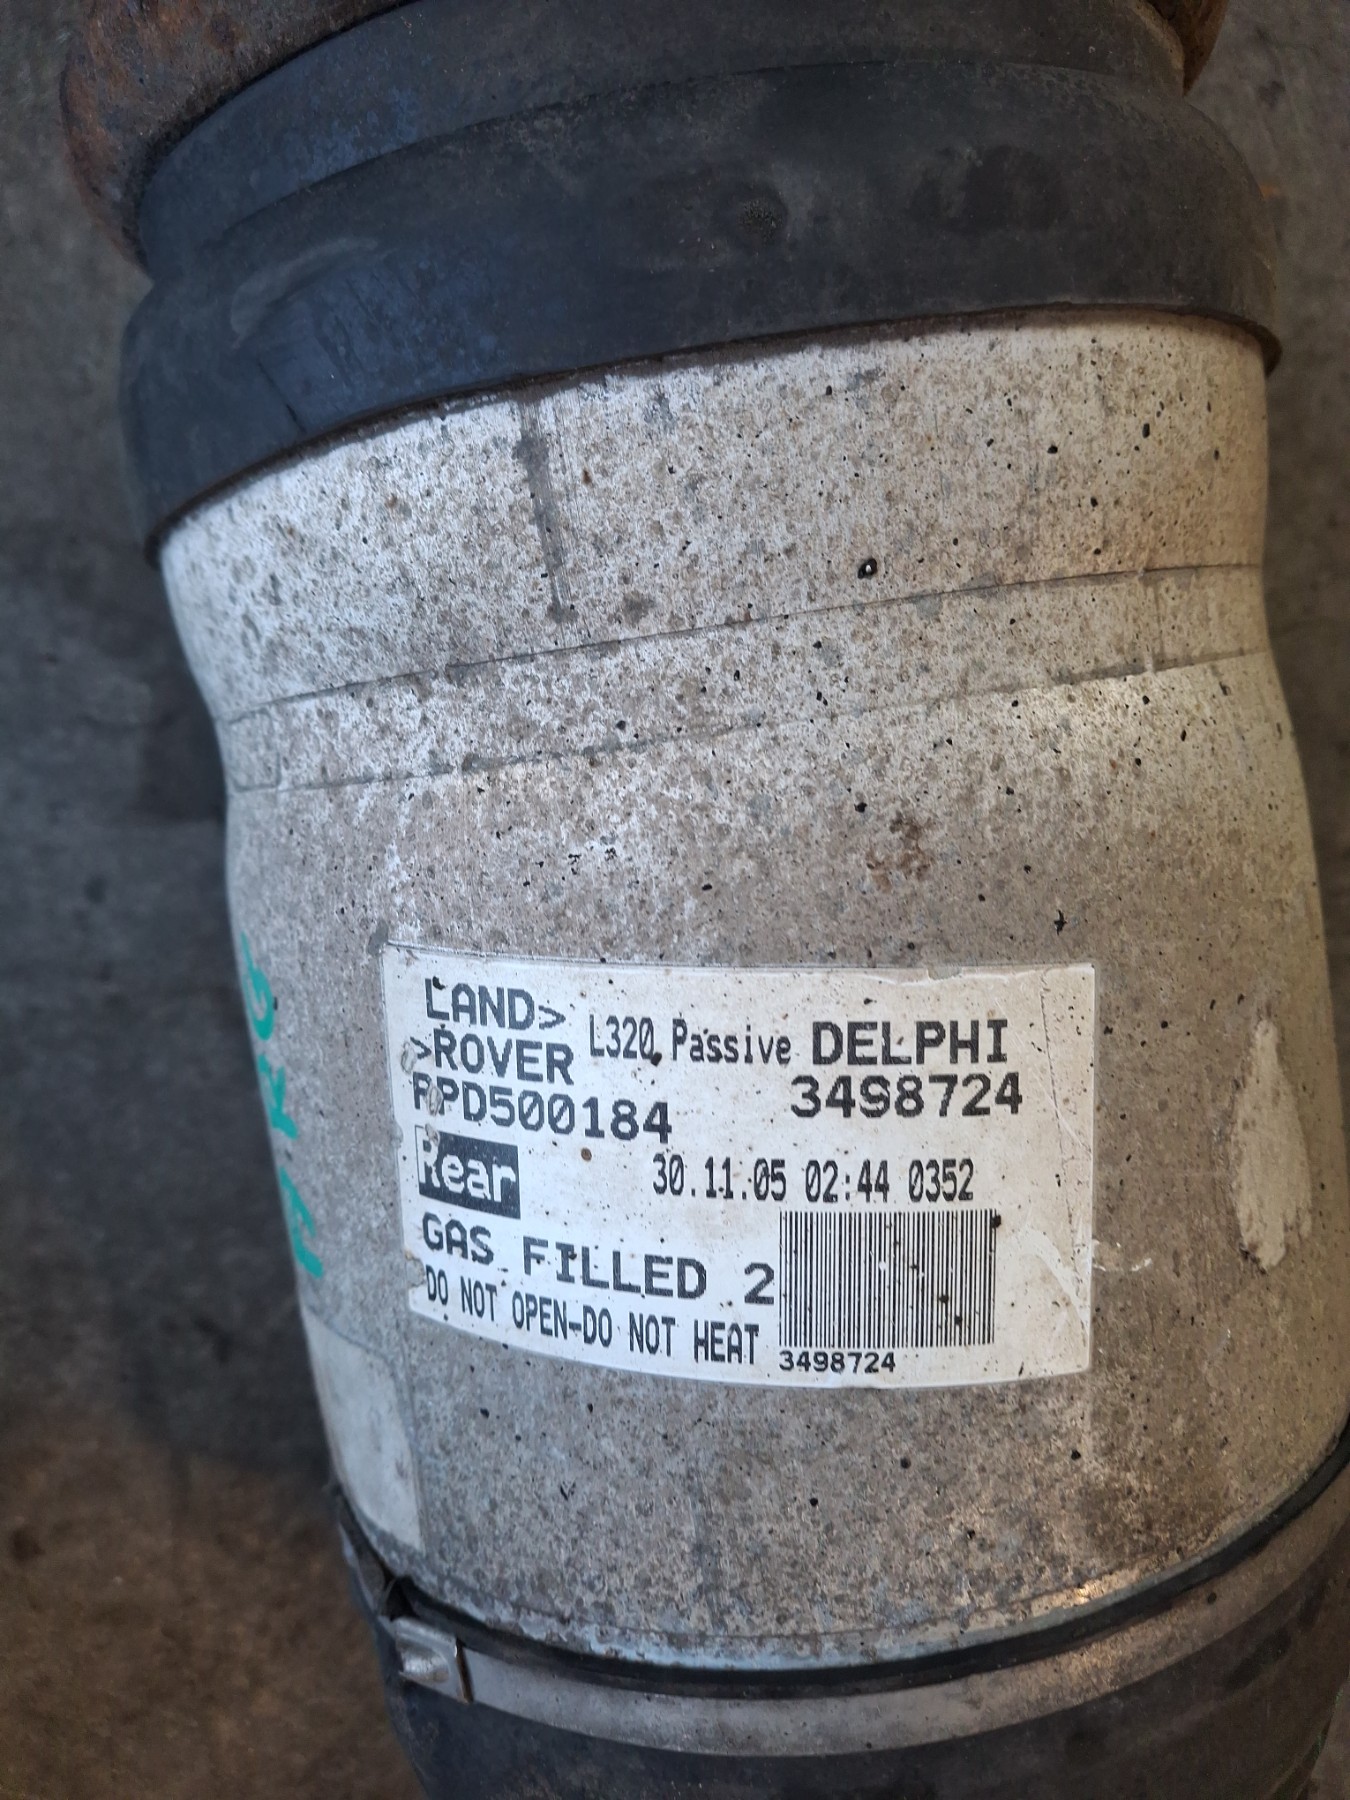 LAND>
>ROVER L320 Passive DELPHI
RPD500184 3498724
Rear 30.11.05 02:44 0352
GAS FILLED 2
DO NOT OPEN-DO NOT HEAT
3498724